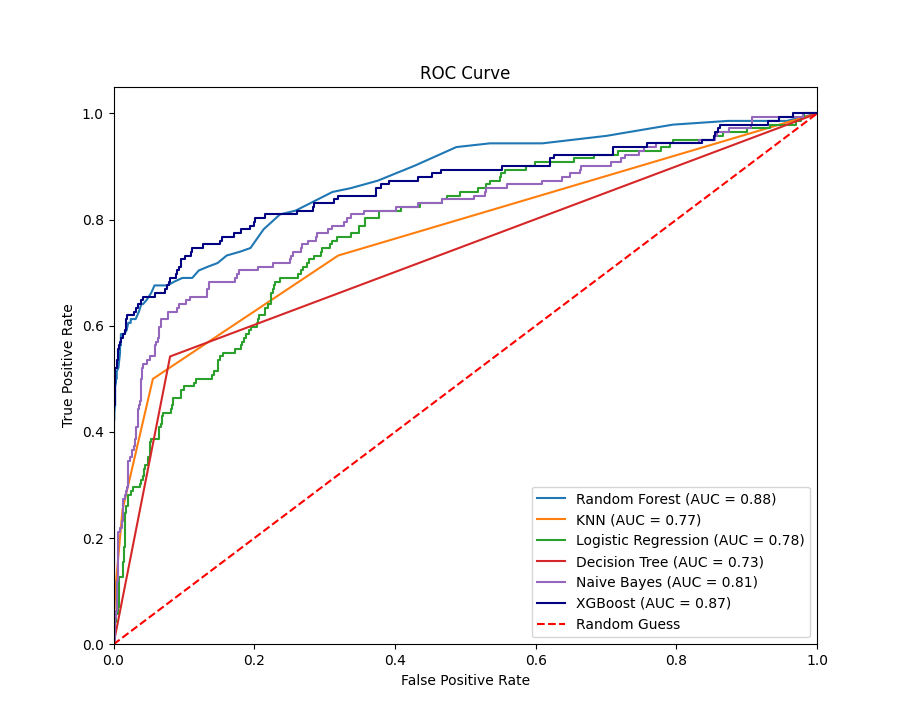 ROC Curve
1.0
0.8
0.6
0.4
0.2
0.0
True Positive Rate
0.0 0.2 0.4 0.6 0.8 1.0
False Positive Rate
Random Forest (AUC = 0.88)
KNN (AUC = 0.77)
Logistic Regression (AUC = 0.78)
Decision Tree (AUC = 0.73)
Naive Bayes (AUC = 0.81)
XGBoost (AUC = 0.87)
Random Guess